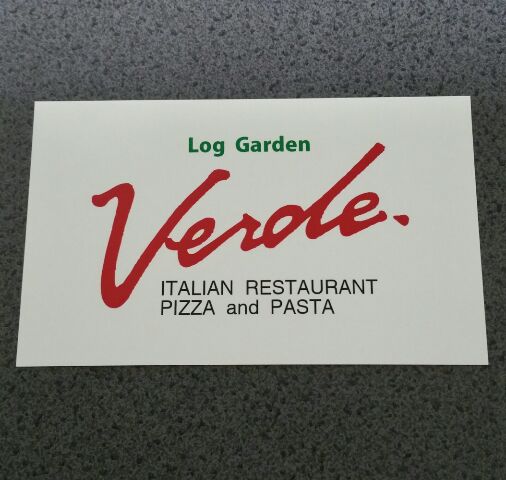 Log Garden
Verde.
ITALIAN RESTAURANT
PIZZA and PASTA